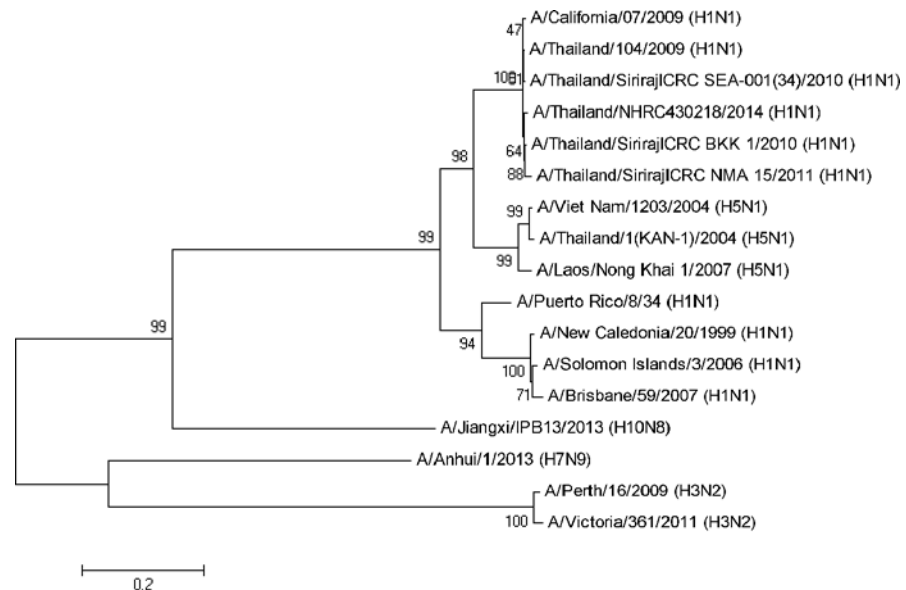 A/California/07/2009 (H1N1)
47
A/Thailand/104/2009 (H1N1)
100
A/Thailand/SirirajICRC SEA-001(34)/2010 (H1N1)
A/Thailand/NHRC430218/2014 (H1N1)
A/Thailand/SirirajICRC BKK 1/2010 (H1N1)
64
98
88
A/Thailand/SirirajICRC NMA 15/2011 (H1N1)
A/Viet Nam/1203/2004 (H5N1)
99
99
A/Thailand/1(KAN-1)/2004 (H5N1)
99
A/Laos/Nong Khai 1/2007 (H5N1)
A/Puerto Rico/8/34 (H1N1)
99
94
A/New Caledonia/20/1999 (H1N1)
A/Solomon Islands/3/2006 (H1N1)
100
71
A/Brisbane/59/2007 (H1N1)
A/Jiangxi/IPB13/2013 (H10N8)
A/Anhui/1/2013 (H7N9)
A/Perth/16/2009 (H3N2)
100
A/Victoria/361/2011 (H3N2)
0.2